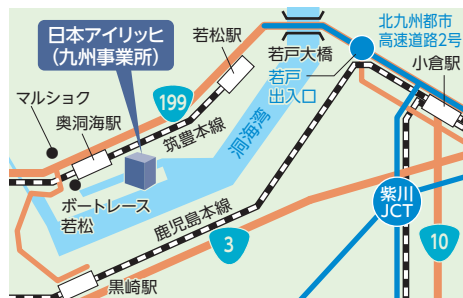 日本アイリッヒ
(九州事業所)
若松駅
北九州都市
高速道路2号
若戸大橋
若戸
出入口
小倉駅
マルショク
199
奥洞海駅
筑豊本線
洞海湾
ボートレース
若松
鹿児島本線
紫川
JCT
3
10
黒崎駅